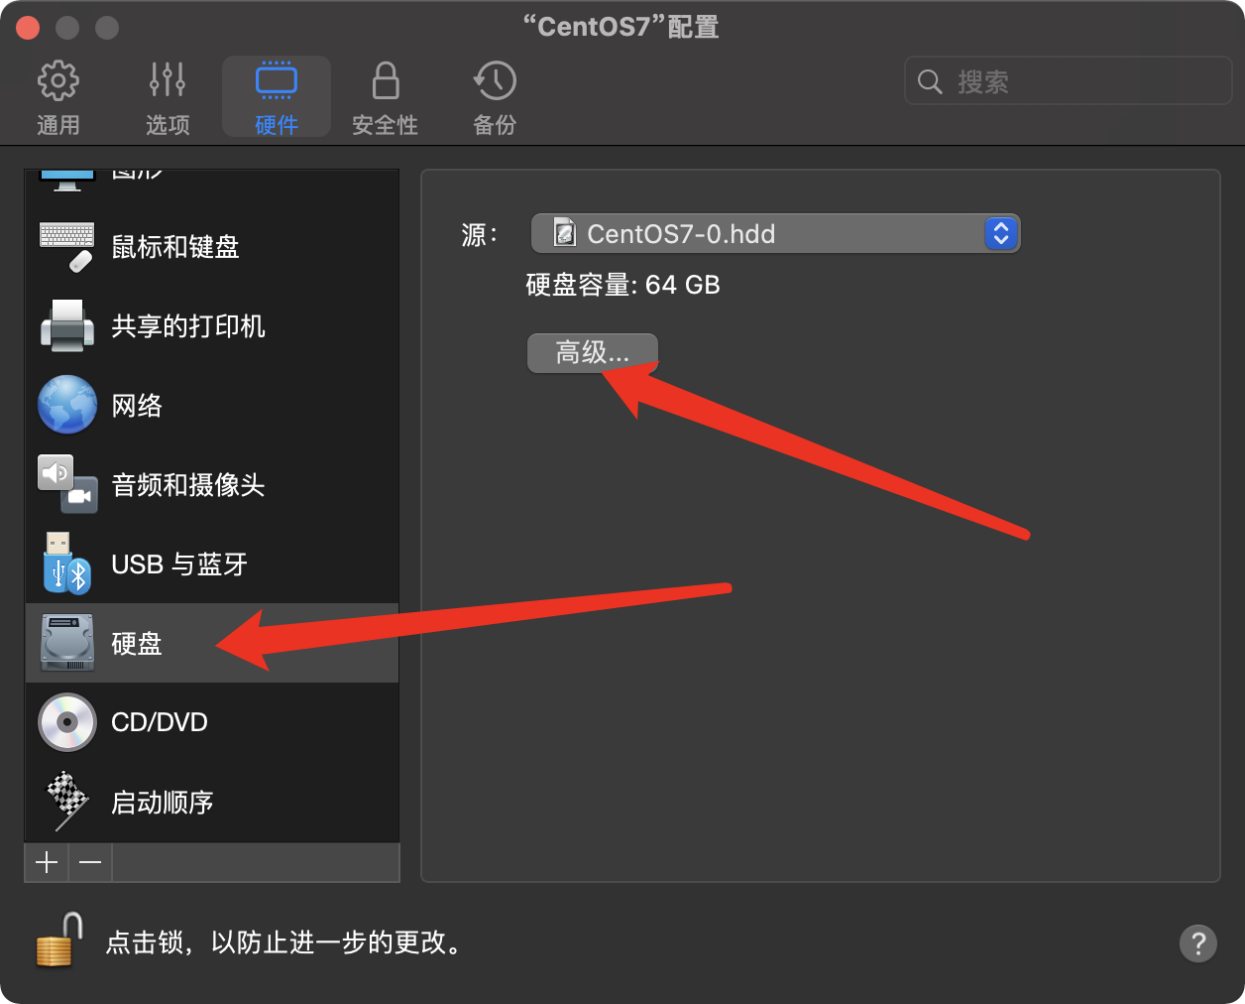 “CentOS7”配置
通用
选项
硬件
安全性
备份
搜索
图形
鼠标和键盘
共享的打印机
网络
音频和摄像头
USB 与蓝牙
硬盘
CD/DVD
启动顺序
源：
CentOS7-0.hdd
硬盘容量: 64 GB
高级...
点击锁，以防止进一步的更改。
?